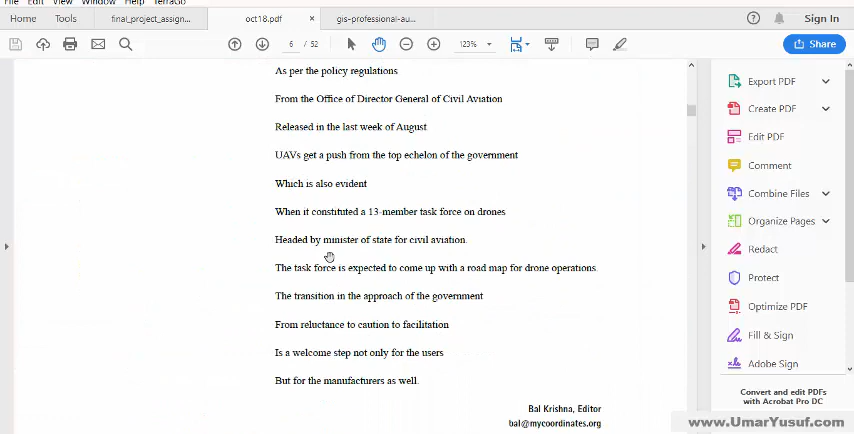 File Edit View Window Help TerraGo
Home Tools final_project_assign... oct18.pdf × gis-professional-au... Sign In
6 / 52 123% Share
As per the policy regulations
From the Office of Director General of Civil Aviation
Released in the last week of August
UAVs get a push from the top echelon of the government
Which is also evident
When it constituted a 13-member task force on drones
Headed by minister of state for civil aviation.
The task force is expected to come up with a road map for drone operations.
The transition in the approach of the government
From reluctance to caution to facilitation
Is a welcome step not only for the users
But for the manufacturers as well.
Bal Krishna, Editor
bal@mycoordinates.org
Export PDF
Create PDF
Edit PDF
Comment
Combine Files
Organize Pages
Redact
Protect
Optimize PDF
Fill & Sign
Adobe Sign
Convert and edit PDFs
with Acrobat Pro DC
www.UmarYusuf.com